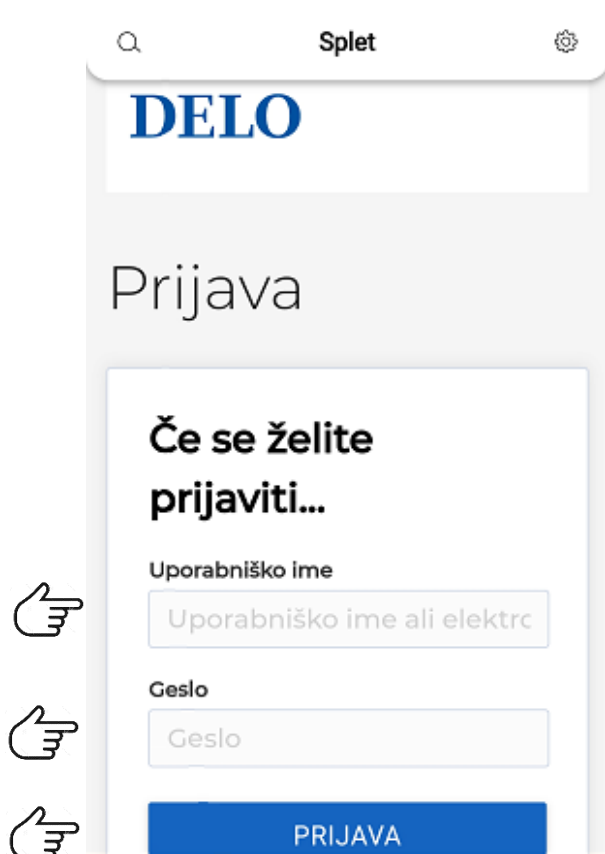 Splet
DELO
Prijava
Če se želite
prijaviti...
Uporabniško ime
Uporabniško ime ali elektro
Geslo
Geslo
PRIJAVA